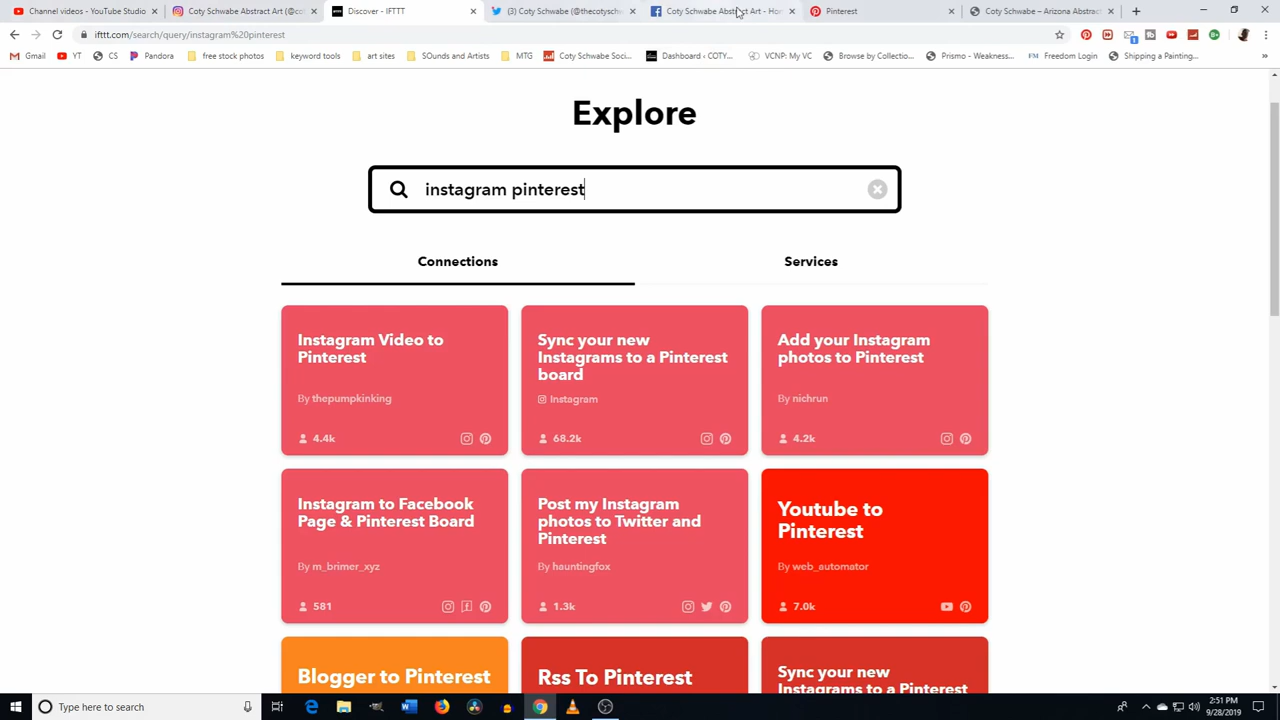 Channel videos - YouTube Studio
Instagram
Coty Schwabe Abstract Art (@cot
Discover - IFTTT
(3) Coty Schwabe (@thecotysch
Coty Schwabe Abstract Art - Hom
Pinterest
Coty Schwabe – Arizona Abstract
ifttt.com/search/query/instagram%20pinterest
Gmail
YT
CS
Pandora
free stock photos
keyword tools
art sites
SOunds and Artists
MTG
Coty Schwabe Soci...
Dashboard ‹ COTY...
VCNP: My VC
Browse by Collectio...
Prismo - Weakness...
Freedom Login
Shipping a Painting...
»
Explore
instagram pinterest
Connections
Services
Instagram Video to
Pinterest
By thepumpkinking
4.4k
Sync your new
Instagrams to a Pinterest
board
Instagram
68.2k
Add your Instagram
photos to Pinterest
By nichrun
4.2k
Instagram to Facebook
Page & Pinterest Board
By m_brimer_xyz
581
Post my Instagram
photos to Twitter and
Pinterest
By hauntingfox
1.3k
Youtube to
Pinterest
By web_automator
7.0k
Blogger to Pinterest
Rss To Pinterest
Sync your new
Instagrams to a Pinterest
Type here to search
2:51 PM
9/28/2019